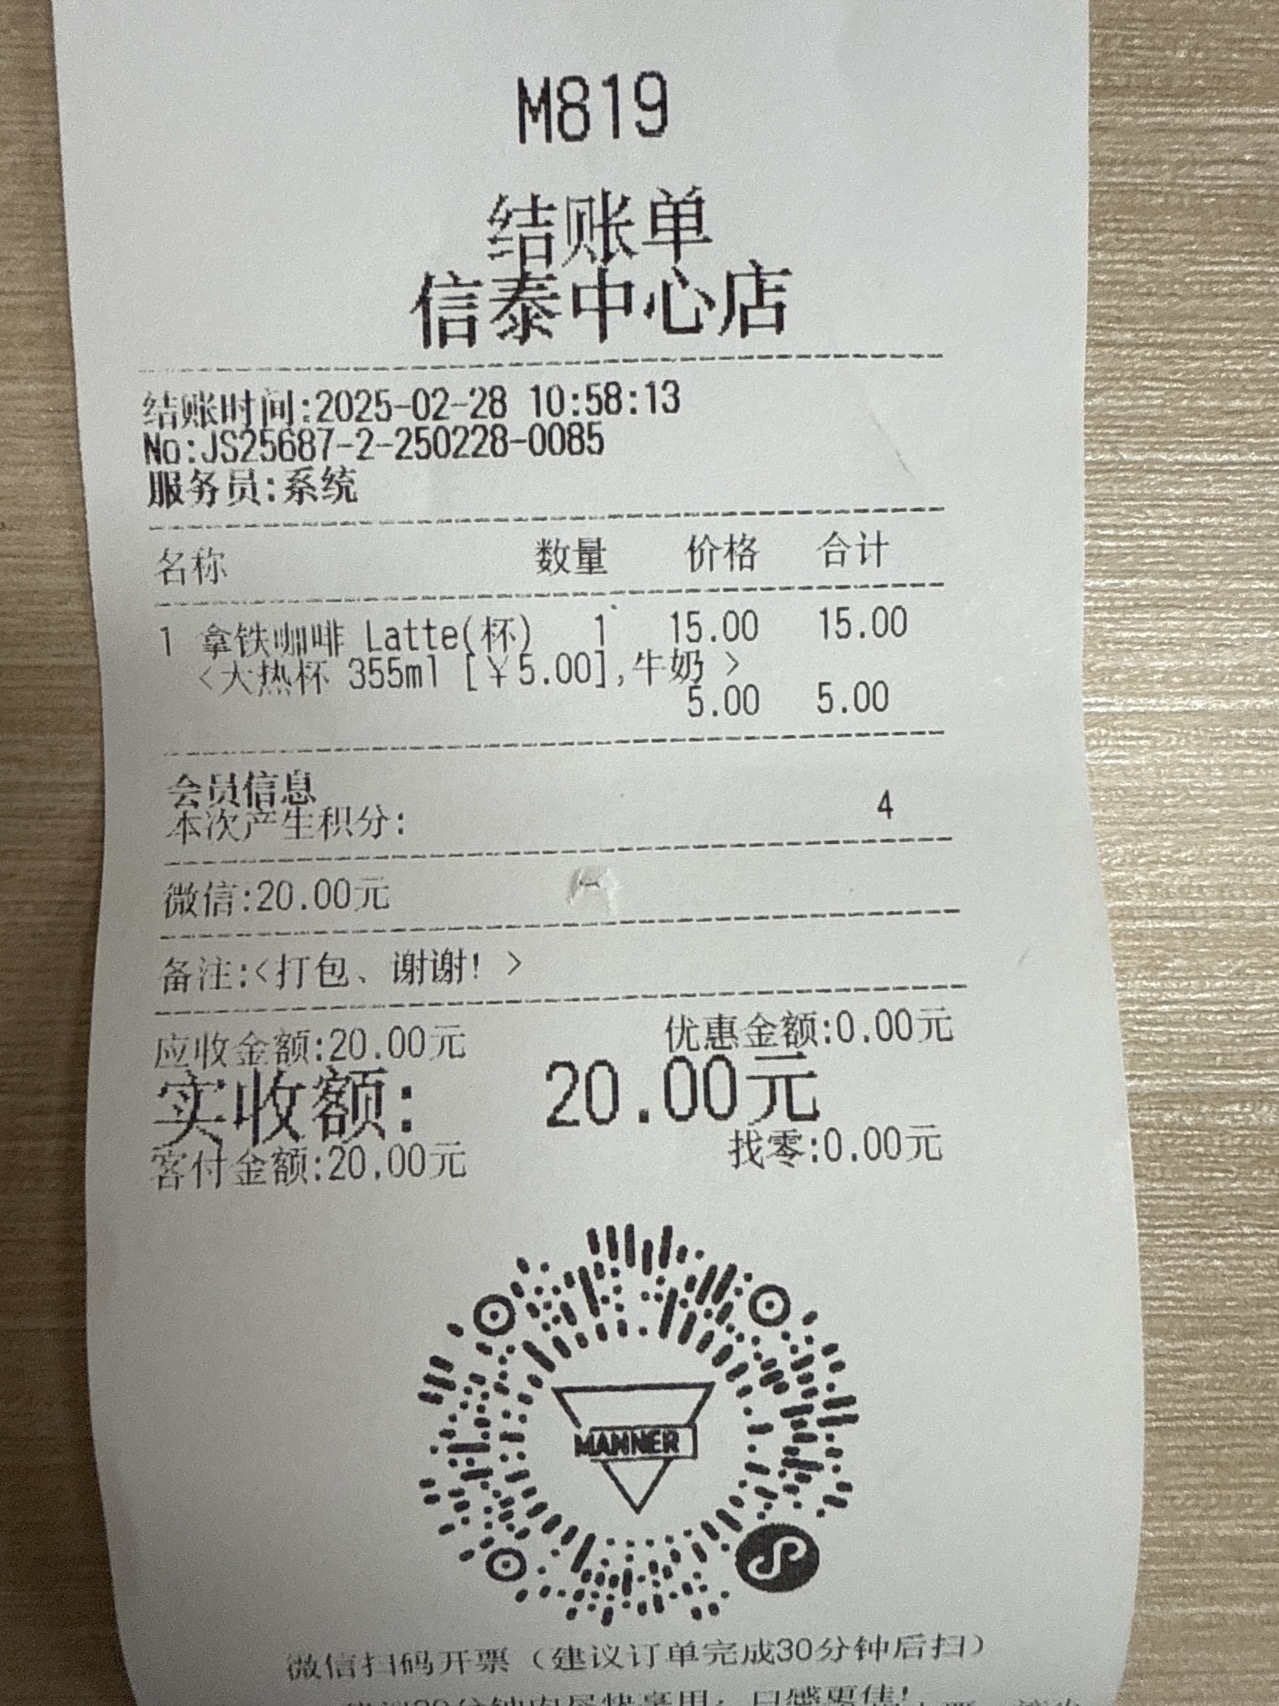 M819
结账单
信泰中心店
结账时间:2025-02-28 10:58:13
No:JS25687-2-250228-0085
服务员:系统
名称 数量 价格 合计
1 拿铁咖啡 Latte(杯) 1 15.00 15.00
<大热杯 355ml [￥5.00],牛奶 >
5.00 5.00
会员信息
本次产生积分: 4
微信:20.00元
备注:<打包、谢谢! >
应收金额:20.00元 优惠金额:0.00元
实收额: 20.00元
客付金额:20.00元 找零:0.00元
MANNER
微信扫码开票（建议订单完成30分钟后扫）